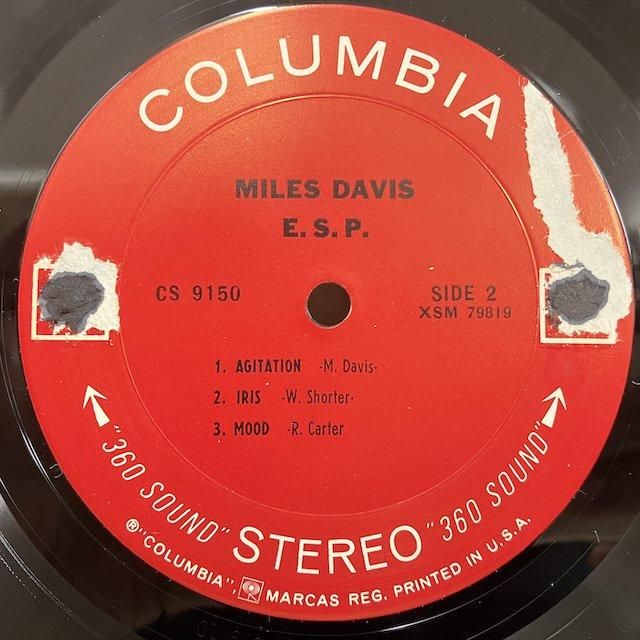 COLUMBIA
MILES DAVIS
E. S. P.
CS 9150
SIDE 2
XSM 79819
1. AGITATION -M. Davis-
2. IRIS -W. Shorter-
3. MOOD -R. Carter
"360 SOUND" STEREO "360 SOUND"
®"COLUMBIA", MARCAS REG. PRINTED IN U.S.A.